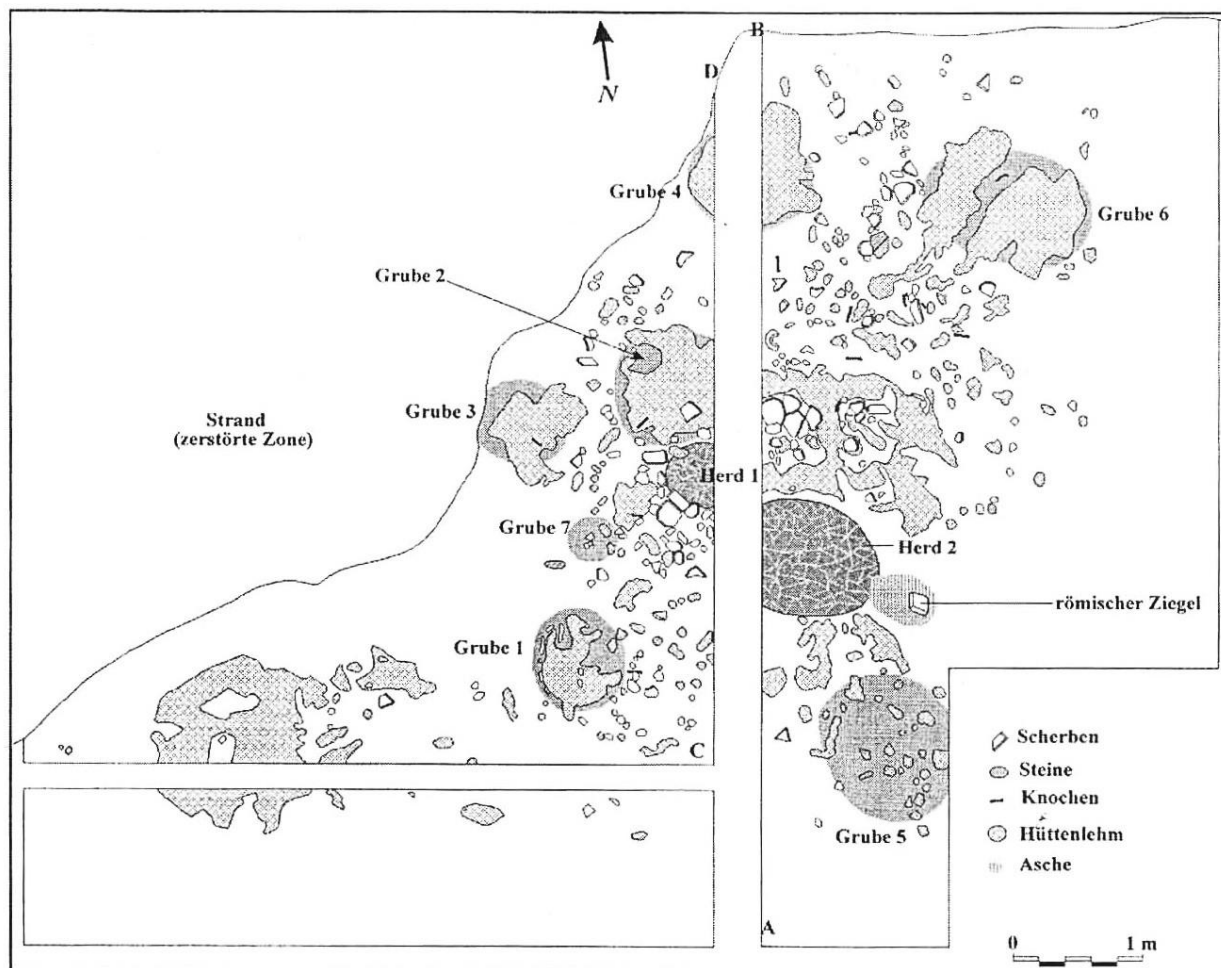 B
D
N
Grube 4
Grube 6
Grube 2
1
Strand
(zerstörte Zone)
Grube 3
Herd 1
Grube 7
Herd 2
römischer Ziegel
Grube 1
C
Scherben
Steine
Knochen
Hüttenlehm
Asche
Grube 5
A
0 1 m